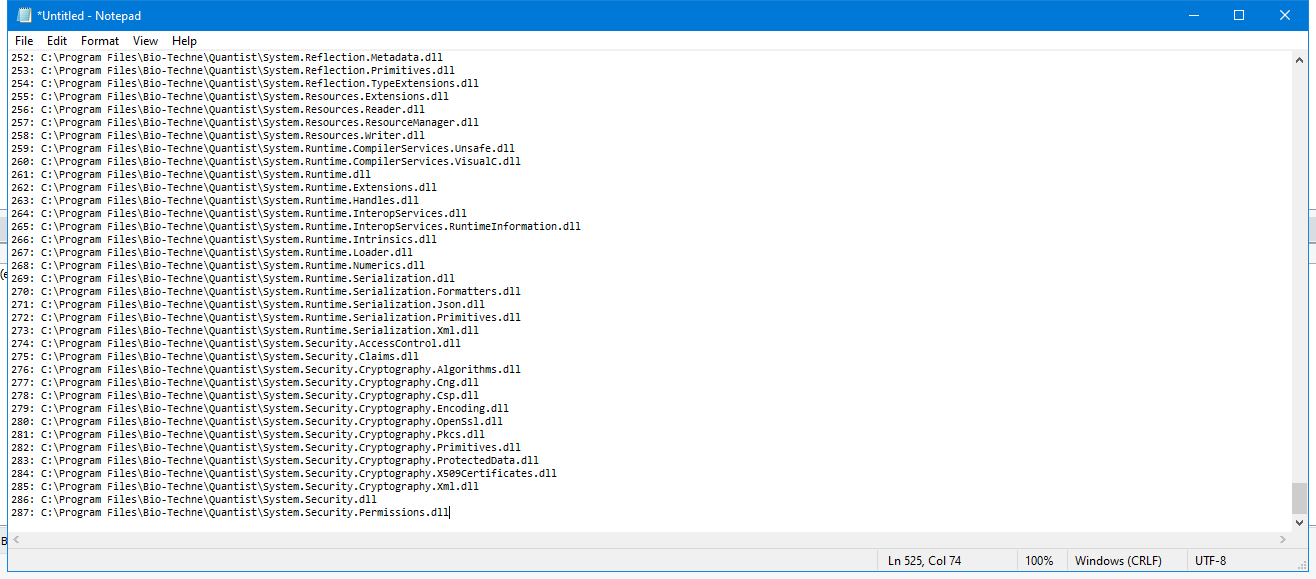 *Untitled - Notepad
File Edit Format View Help
252: C:\Program Files\Bio-Techne\Quantist\System.Reflection.Metadata.dll
253: C:\Program Files\Bio-Techne\Quantist\System.Reflection.Primitives.dll
254: C:\Program Files\Bio-Techne\Quantist\System.Reflection.TypeExtensions.dll
255: C:\Program Files\Bio-Techne\Quantist\System.Resources.Extensions.dll
256: C:\Program Files\Bio-Techne\Quantist\System.Resources.Reader.dll
257: C:\Program Files\Bio-Techne\Quantist\System.Resources.ResourceManager.dll
258: C:\Program Files\Bio-Techne\Quantist\System.Resources.Writer.dll
259: C:\Program Files\Bio-Techne\Quantist\System.Runtime.CompilerServices.Unsafe.dll
260: C:\Program Files\Bio-Techne\Quantist\System.Runtime.CompilerServices.VisualC.dll
261: C:\Program Files\Bio-Techne\Quantist\System.Runtime.dll
262: C:\Program Files\Bio-Techne\Quantist\System.Runtime.Extensions.dll
263: C:\Program Files\Bio-Techne\Quantist\System.Runtime.Handles.dll
264: C:\Program Files\Bio-Techne\Quantist\System.Runtime.InteropServices.dll
265: C:\Program Files\Bio-Techne\Quantist\System.Runtime.InteropServices.RuntimeInformation.dll
266: C:\Program Files\Bio-Techne\Quantist\System.Runtime.Intrinsics.dll
267: C:\Program Files\Bio-Techne\Quantist\System.Runtime.Loader.dll
268: C:\Program Files\Bio-Techne\Quantist\System.Runtime.Numerics.dll
269: C:\Program Files\Bio-Techne\Quantist\System.Runtime.Serialization.dll
270: C:\Program Files\Bio-Techne\Quantist\System.Runtime.Serialization.Formatters.dll
271: C:\Program Files\Bio-Techne\Quantist\System.Runtime.Serialization.Json.dll
272: C:\Program Files\Bio-Techne\Quantist\System.Runtime.Serialization.Primitives.dll
273: C:\Program Files\Bio-Techne\Quantist\System.Runtime.Serialization.Xml.dll
274: C:\Program Files\Bio-Techne\Quantist\System.Security.AccessControl.dll
275: C:\Program Files\Bio-Techne\Quantist\System.Security.Claims.dll
276: C:\Program Files\Bio-Techne\Quantist\System.Security.Cryptography.Algorithms.dll
277: C:\Program Files\Bio-Techne\Quantist\System.Security.Cryptography.Cng.dll
278: C:\Program Files\Bio-Techne\Quantist\System.Security.Cryptography.Csp.dll
279: C:\Program Files\Bio-Techne\Quantist\System.Security.Cryptography.Encoding.dll
280: C:\Program Files\Bio-Techne\Quantist\System.Security.Cryptography.OpenSsl.dll
281: C:\Program Files\Bio-Techne\Quantist\System.Security.Cryptography.Pkcs.dll
282: C:\Program Files\Bio-Techne\Quantist\System.Security.Cryptography.Primitives.dll
283: C:\Program Files\Bio-Techne\Quantist\System.Security.Cryptography.ProtectedData.dll
284: C:\Program Files\Bio-Techne\Quantist\System.Security.Cryptography.X509Certificates.dll
285: C:\Program Files\Bio-Techne\Quantist\System.Security.Cryptography.Xml.dll
286: C:\Program Files\Bio-Techne\Quantist\System.Security.dll
287: C:\Program Files\Bio-Techne\Quantist\System.Security.Permissions.dll
Ln 525, Col 74 100% Windows (CRLF) UTF-8